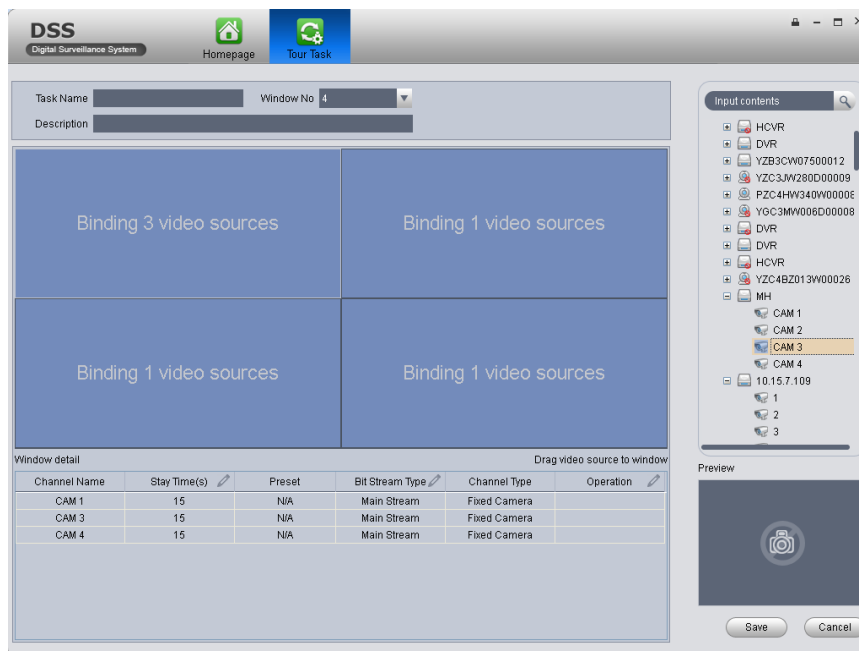 DSS
Digital Surveillance System
Homepage
Tour Task
Task Name
Window No 4
Description
Binding 3 video sources
Binding 1 video sources
Binding 1 video sources
Binding 1 video sources
Window detail
Drag video source to window
Channel Name Stay Time(s) Preset Bit Stream Type Channel Type Operation
CAM 1 15 N/A Main Stream Fixed Camera
CAM 3 15 N/A Main Stream Fixed Camera
CAM 4 15 N/A Main Stream Fixed Camera
Input contents
HCVR
DVR
YZB3CW07500012
YZC3JW280D00009
PZC4HW340W00006
YGC3MW006D00008
DVR
DVR
HCVR
YZC4BZ013W00026
MH
CAM 1
CAM 2
CAM 3
CAM 4
10.15.7.109
1
2
3
Preview
Save
Cancel